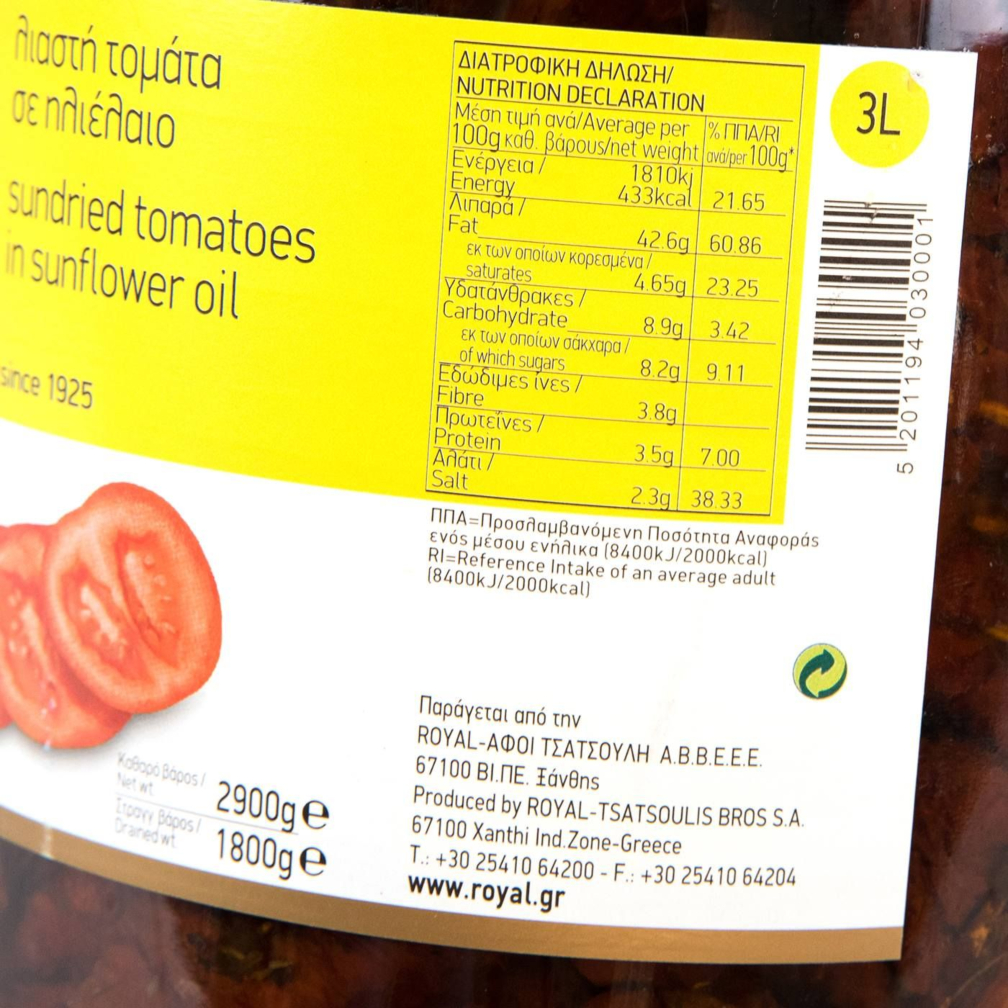 λιαστή τομάτα
σε ηλιέλαιο
sundried tomatoes
in sunflower oil
since 1925
ΔΙΑΤΡΟΦΙΚΗ ΔΗΛΩΣΗ/
NUTRITION DECLARATION
Μέση τιμή ανά/Average per % ΠΠΑ/RI
100g καθ. βάρους/net weight ανά/per 100g*
Ενέργεια / 1810kj
Energy 433kcal 21.65
Λιπαρά /
Fat 42.6g 60.86
εκ των οποίων κορεσμένα /
saturates 4.65g 23.25
Υδατάνθρακες /
Carbohydrate 8.9g 3.42
εκ των οποίων σάκχαρα /
of which sugars 8.2g 9.11
Εδώδιμες ίνες /
Fibre 3.8g
Πρωτεΐνες /
Protein 3.5g 7.00
Αλάτι /
Salt 2.3g 38.33
ΠΠΑ=Προσλαμβανόμενη Ποσότητα Αναφοράς
ενός μέσου ενήλικα (8400kJ/2000kcal)
RI=Reference Intake of an average adult
(8400kJ/2000kcal)
3L
5 201194 030001
Καθαρό βάρος /
Net wt. 2900g e
Στραγγ. βάρος /
Drained wt. 1800g e
Παράγεται από την
ROYAL-ΑΦΟΙ ΤΣΑΤΣΟΥΛΗ Α.Β.Β.Ε.Ε.Ε.
67100 ΒΙ.ΠΕ. Ξάνθης
Produced by ROYAL-TSATSOULIS BROS S.A.
67100 Xanthi Ind.Zone-Greece
T.: +30 25410 64200 - F.: +30 25410 64204
www.royal.gr